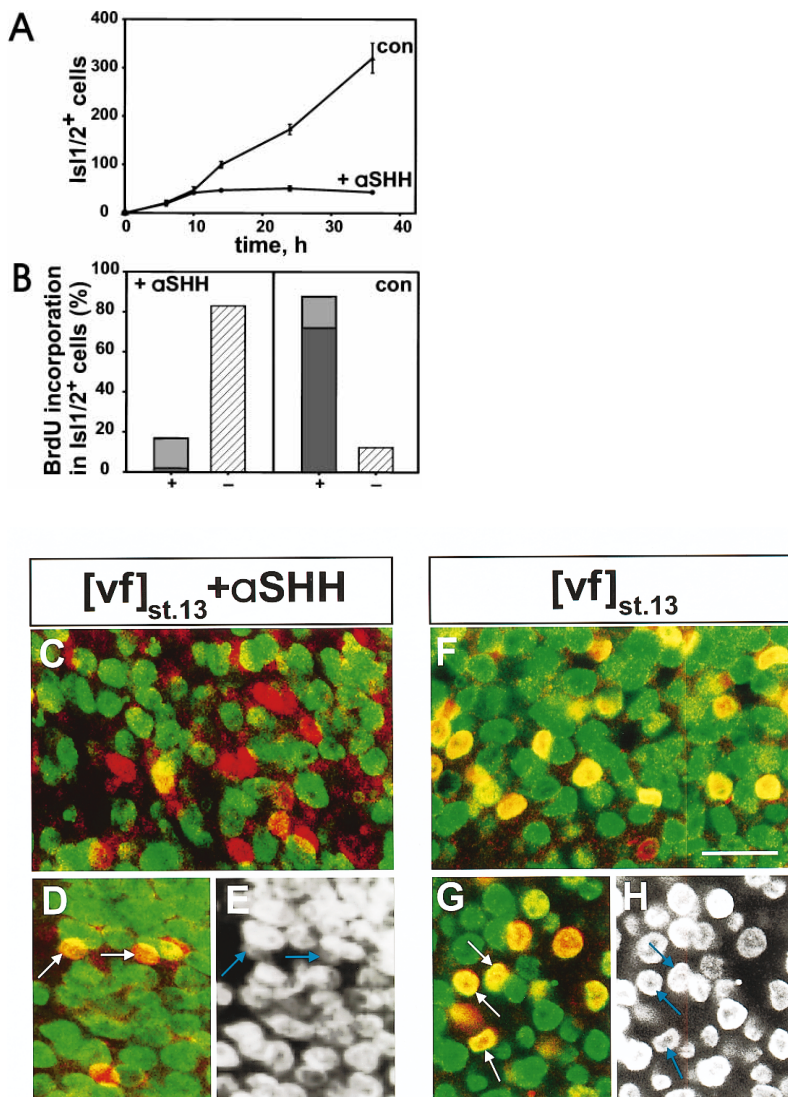 A
Isl1/2+ cells
400
300
200
100
0
con
+ αSHH
0 10 20 30 40
time, h
B
BrdU incorporation
in Isl1/2+ cells (%)
100
80
60
40
20
0
+ αSHH
con
+ – + –
[vf]st.13+αSHH
[vf]st.13
C
F
D
E
G
H